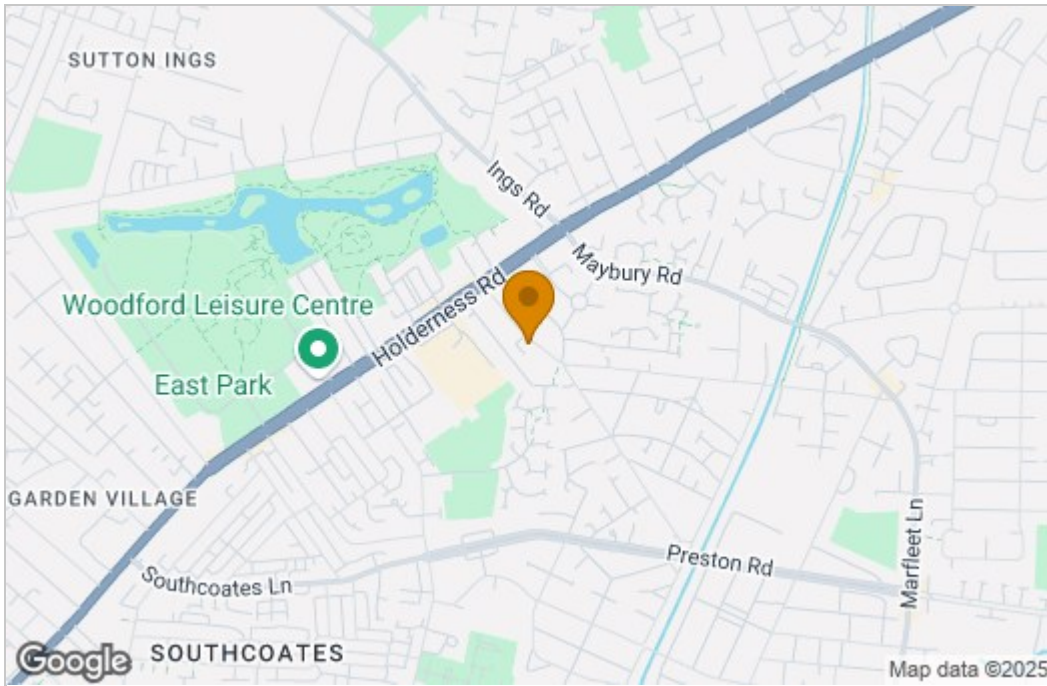 SUTTON INGS
Ings Rd
Maybury Rd
Holderness Rd
Woodford Leisure Centre
East Park
GARDEN VILLAGE
Southcoates Ln
Preston Rd
Marfleet Ln
SOUTHCOATES
Google
Map data ©2025